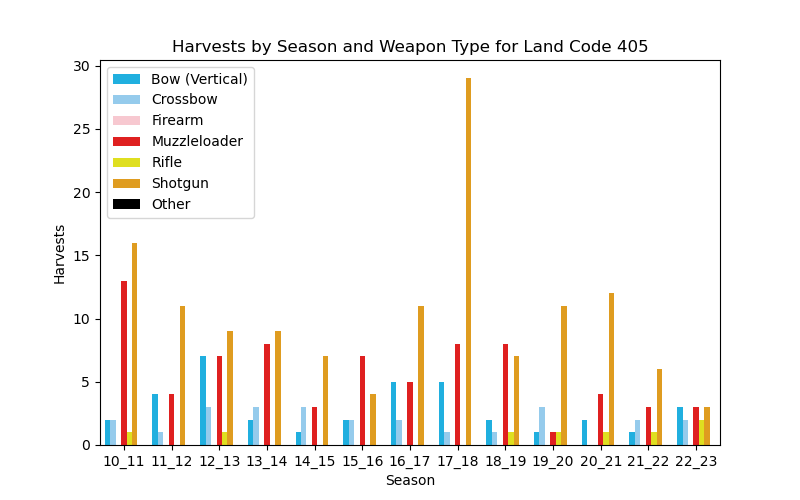 Harvests by Season and Weapon Type for Land Code 405
30
25
20
15
10
5
0
Harvests
Bow (Vertical)
Crossbow
Firearm
Muzzleloader
Rifle
Shotgun
Other
10_11 11_12 12_13 13_14 14_15 15_16 16_17 17_18 18_19 19_20 20_21 21_22 22_23
Season